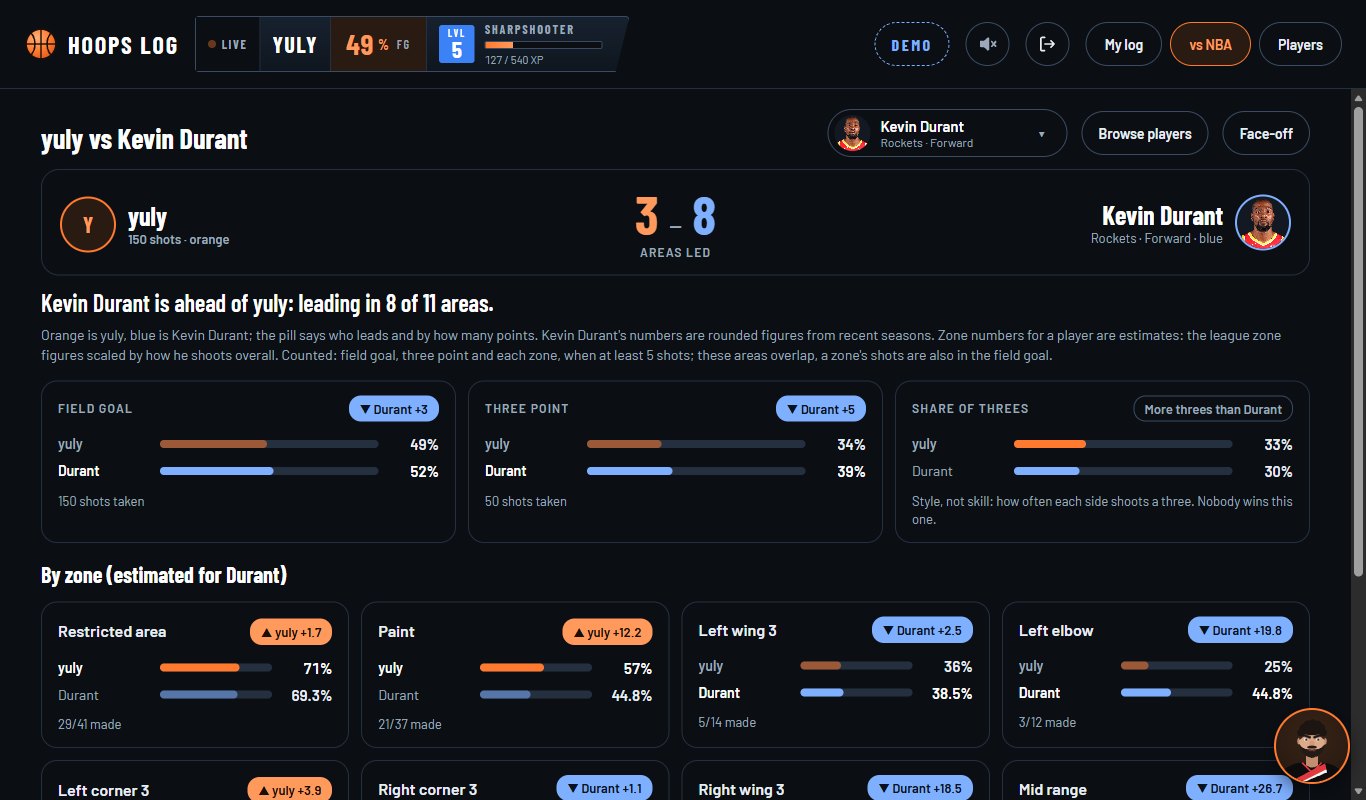 HOOPS LOG
LIVE
YULY
49% FG
LVL 5
SHARPSHOOTER
127 / 540 XP
DEMO
My log
vs NBA
Players
yuly vs Kevin Durant
Kevin Durant
Rockets · Forward
Browse players
Face-off
Y
yuly
150 shots · orange
3 – 8
AREAS LED
Kevin Durant
Rockets · Forward · blue
Kevin Durant is ahead of yuly: leading in 8 of 11 areas.
Orange is yuly, blue is Kevin Durant; the pill says who leads and by how many points. Kevin Durant's numbers are rounded figures from recent seasons. Zone numbers for a player are estimates: the league zone
figures scaled by how he shoots overall. Counted: field goal, three point and each zone, when at least 5 shots; these areas overlap, a zone's shots are also in the field goal.
FIELD GOAL
▼ Durant +3
yuly 49%
Durant 52%
150 shots taken
THREE POINT
▼ Durant +5
yuly 34%
Durant 39%
50 shots taken
SHARE OF THREES
More threes than Durant
yuly 33%
Durant 30%
Style, not skill: how often each side shoots a three. Nobody wins this
one.
By zone (estimated for Durant)
Restricted area
▲ yuly +1.7
yuly 71%
Durant 69.3%
29/41 made
Paint
▲ yuly +12.2
yuly 57%
Durant 44.8%
21/37 made
Left wing 3
▼ Durant +2.5
yuly 36%
Durant 38.5%
5/14 made
Left elbow
▼ Durant +19.8
yuly 25%
Durant 44.8%
3/12 made
Left corner 3
▲ yuly +3.9
Right corner 3
▼ Durant +1.1
Right wing 3
▼ Durant +18.5
Mid range
▼ Durant +26.7